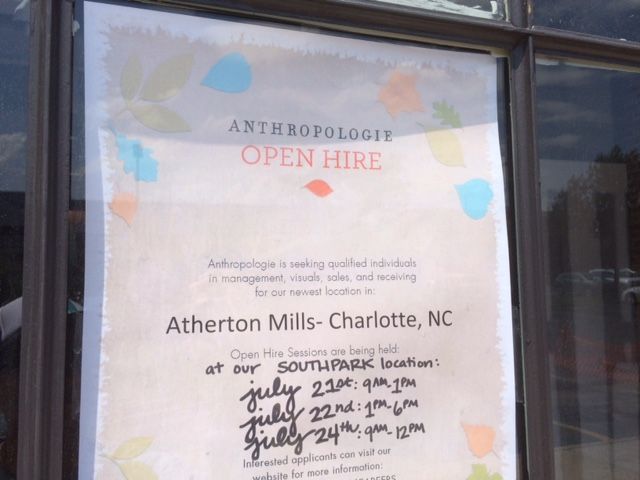 ANTHROPOLOGIE
OPEN HIRE
Anthropologie is seeking qualified individuals
in management, visuals, sales, and receiving
for our newest location in:
Atherton Mills- Charlotte, NC
Open Hire Sessions are being held:
at our SOUTHPARK location:
july 21st: 9AM-1PM
july 22nd: 1PM-6PM
july 24th: 9AM-12PM
Interested applicants can visit our
website for more information: